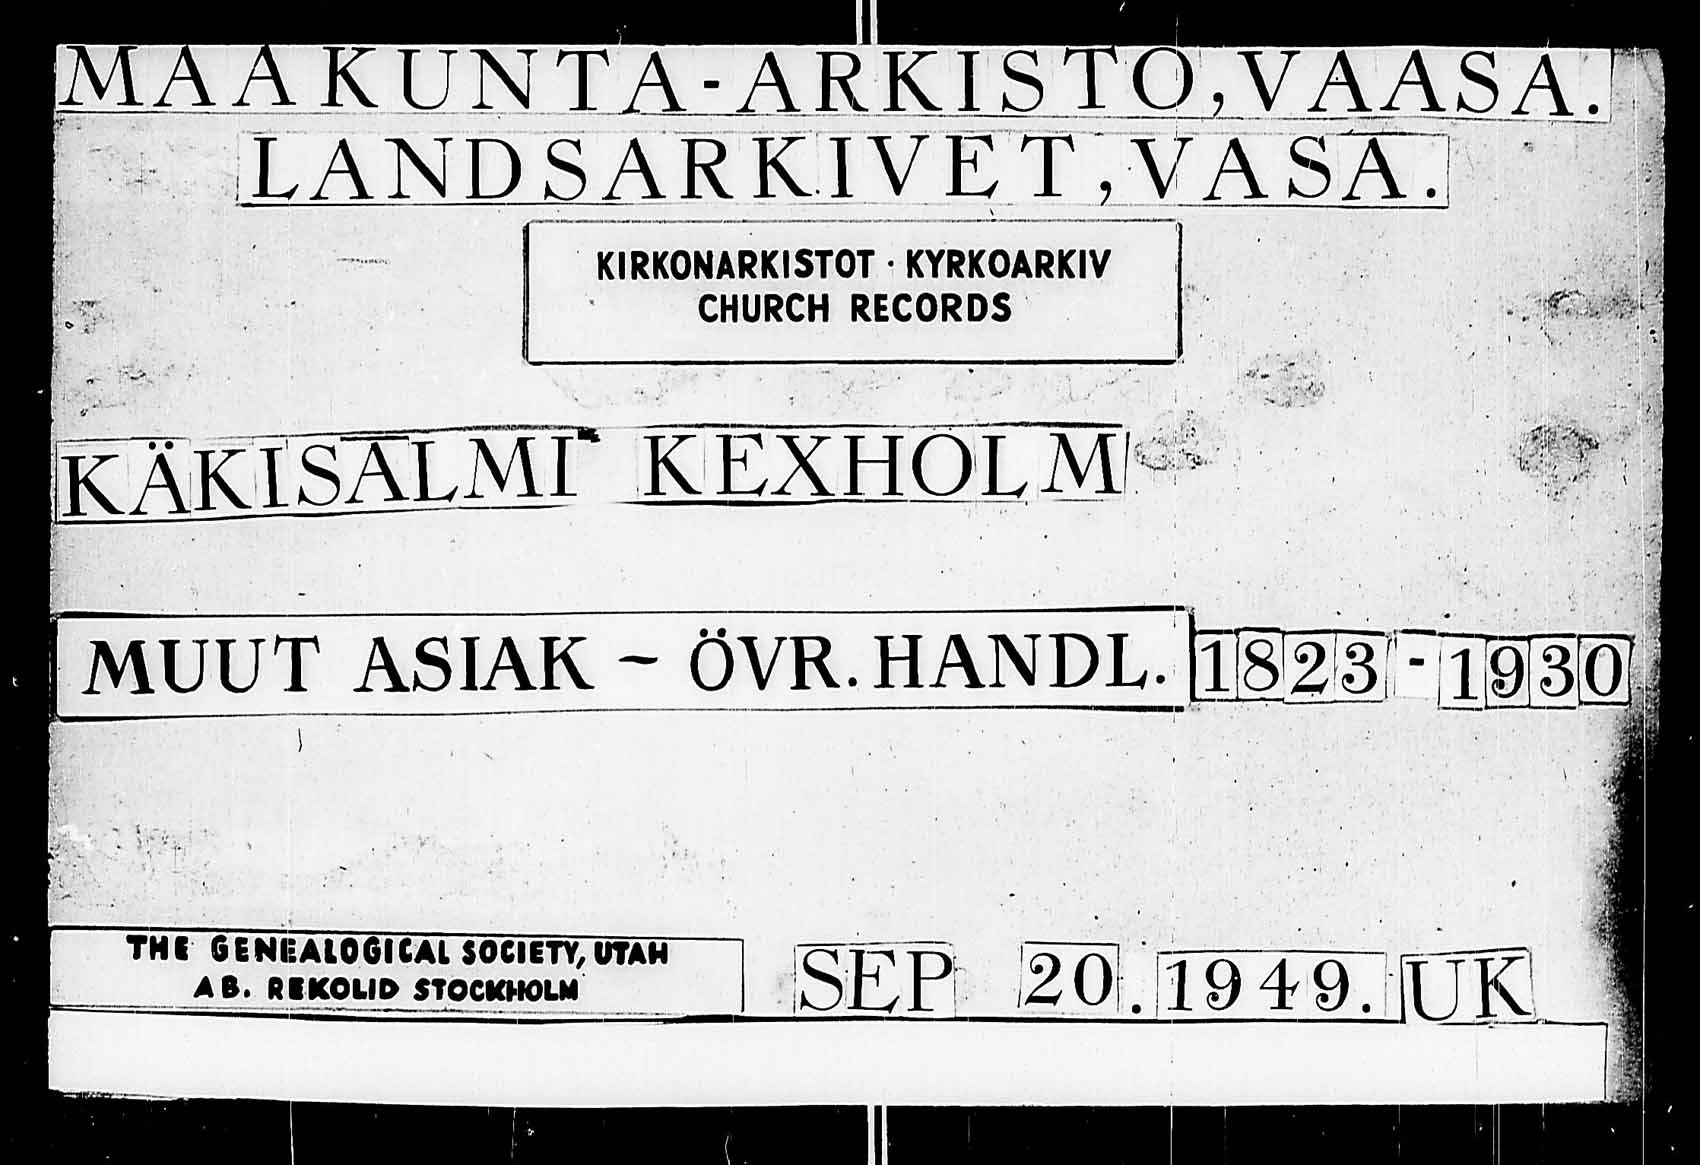 MAAKUNTA-ARKISTO, VAASA.
LANDSARKIVET, VASA.
KIRKONARKISTOT · KYRKOARKIV
CHURCH RECORDS
KÄKISALMI KEXHOLM
MUUT ASIAK ~ ÖVR. HANDL. 1823-1930
THE GENEALOGICAL SOCIETY, UTAH
AB. REKOLID STOCKHOLM
SEP 20. 1949. UK